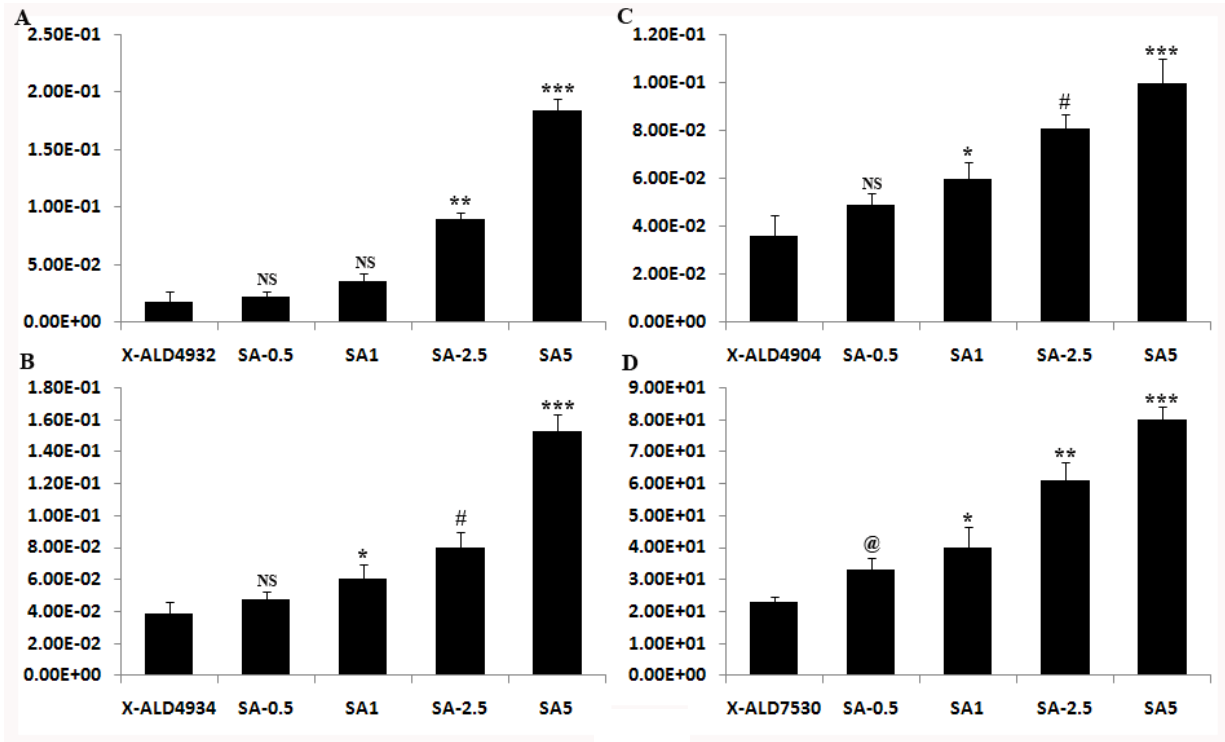 A
2.50E-01
2.00E-01
1.50E-01
1.00E-01
5.00E-02
0.00E+00
NS
NS
**
***
X-ALD4932 SA-0.5 SA1 SA-2.5 SA5
B
1.80E-01
1.60E-01
1.40E-01
1.20E-01
1.00E-01
8.00E-02
6.00E-02
4.00E-02
2.00E-02
0.00E+00
NS
*
#
***
X-ALD4934 SA-0.5 SA1 SA-2.5 SA5
C
1.20E-01
1.00E-01
8.00E-02
6.00E-02
4.00E-02
2.00E-02
0.00E+00
NS
*
#
***
X-ALD4904 SA-0.5 SA1 SA-2.5 SA5
D
9.00E+01
8.00E+01
7.00E+01
6.00E+01
5.00E+01
4.00E+01
3.00E+01
2.00E+01
1.00E+01
0.00E+00
@
*
**
***
X-ALD7530 SA-0.5 SA1 SA-2.5 SA5